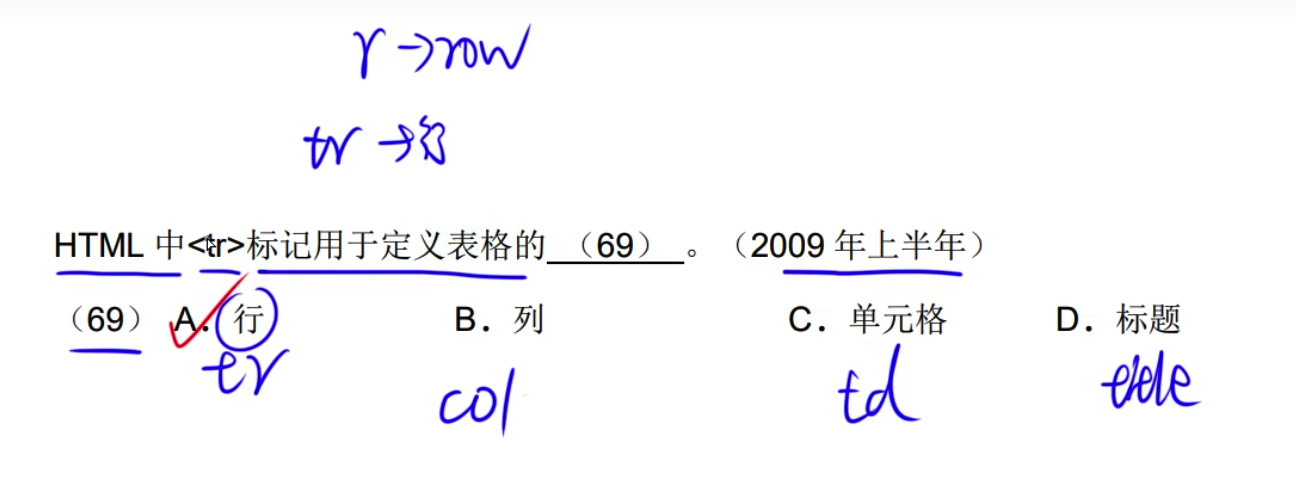 r→row
tr→行
HTML 中<tr>标记用于定义表格的 （69） 。（2009 年上半年）
（69） A. 行 B．列 C．单元格 D．标题
tr col td title